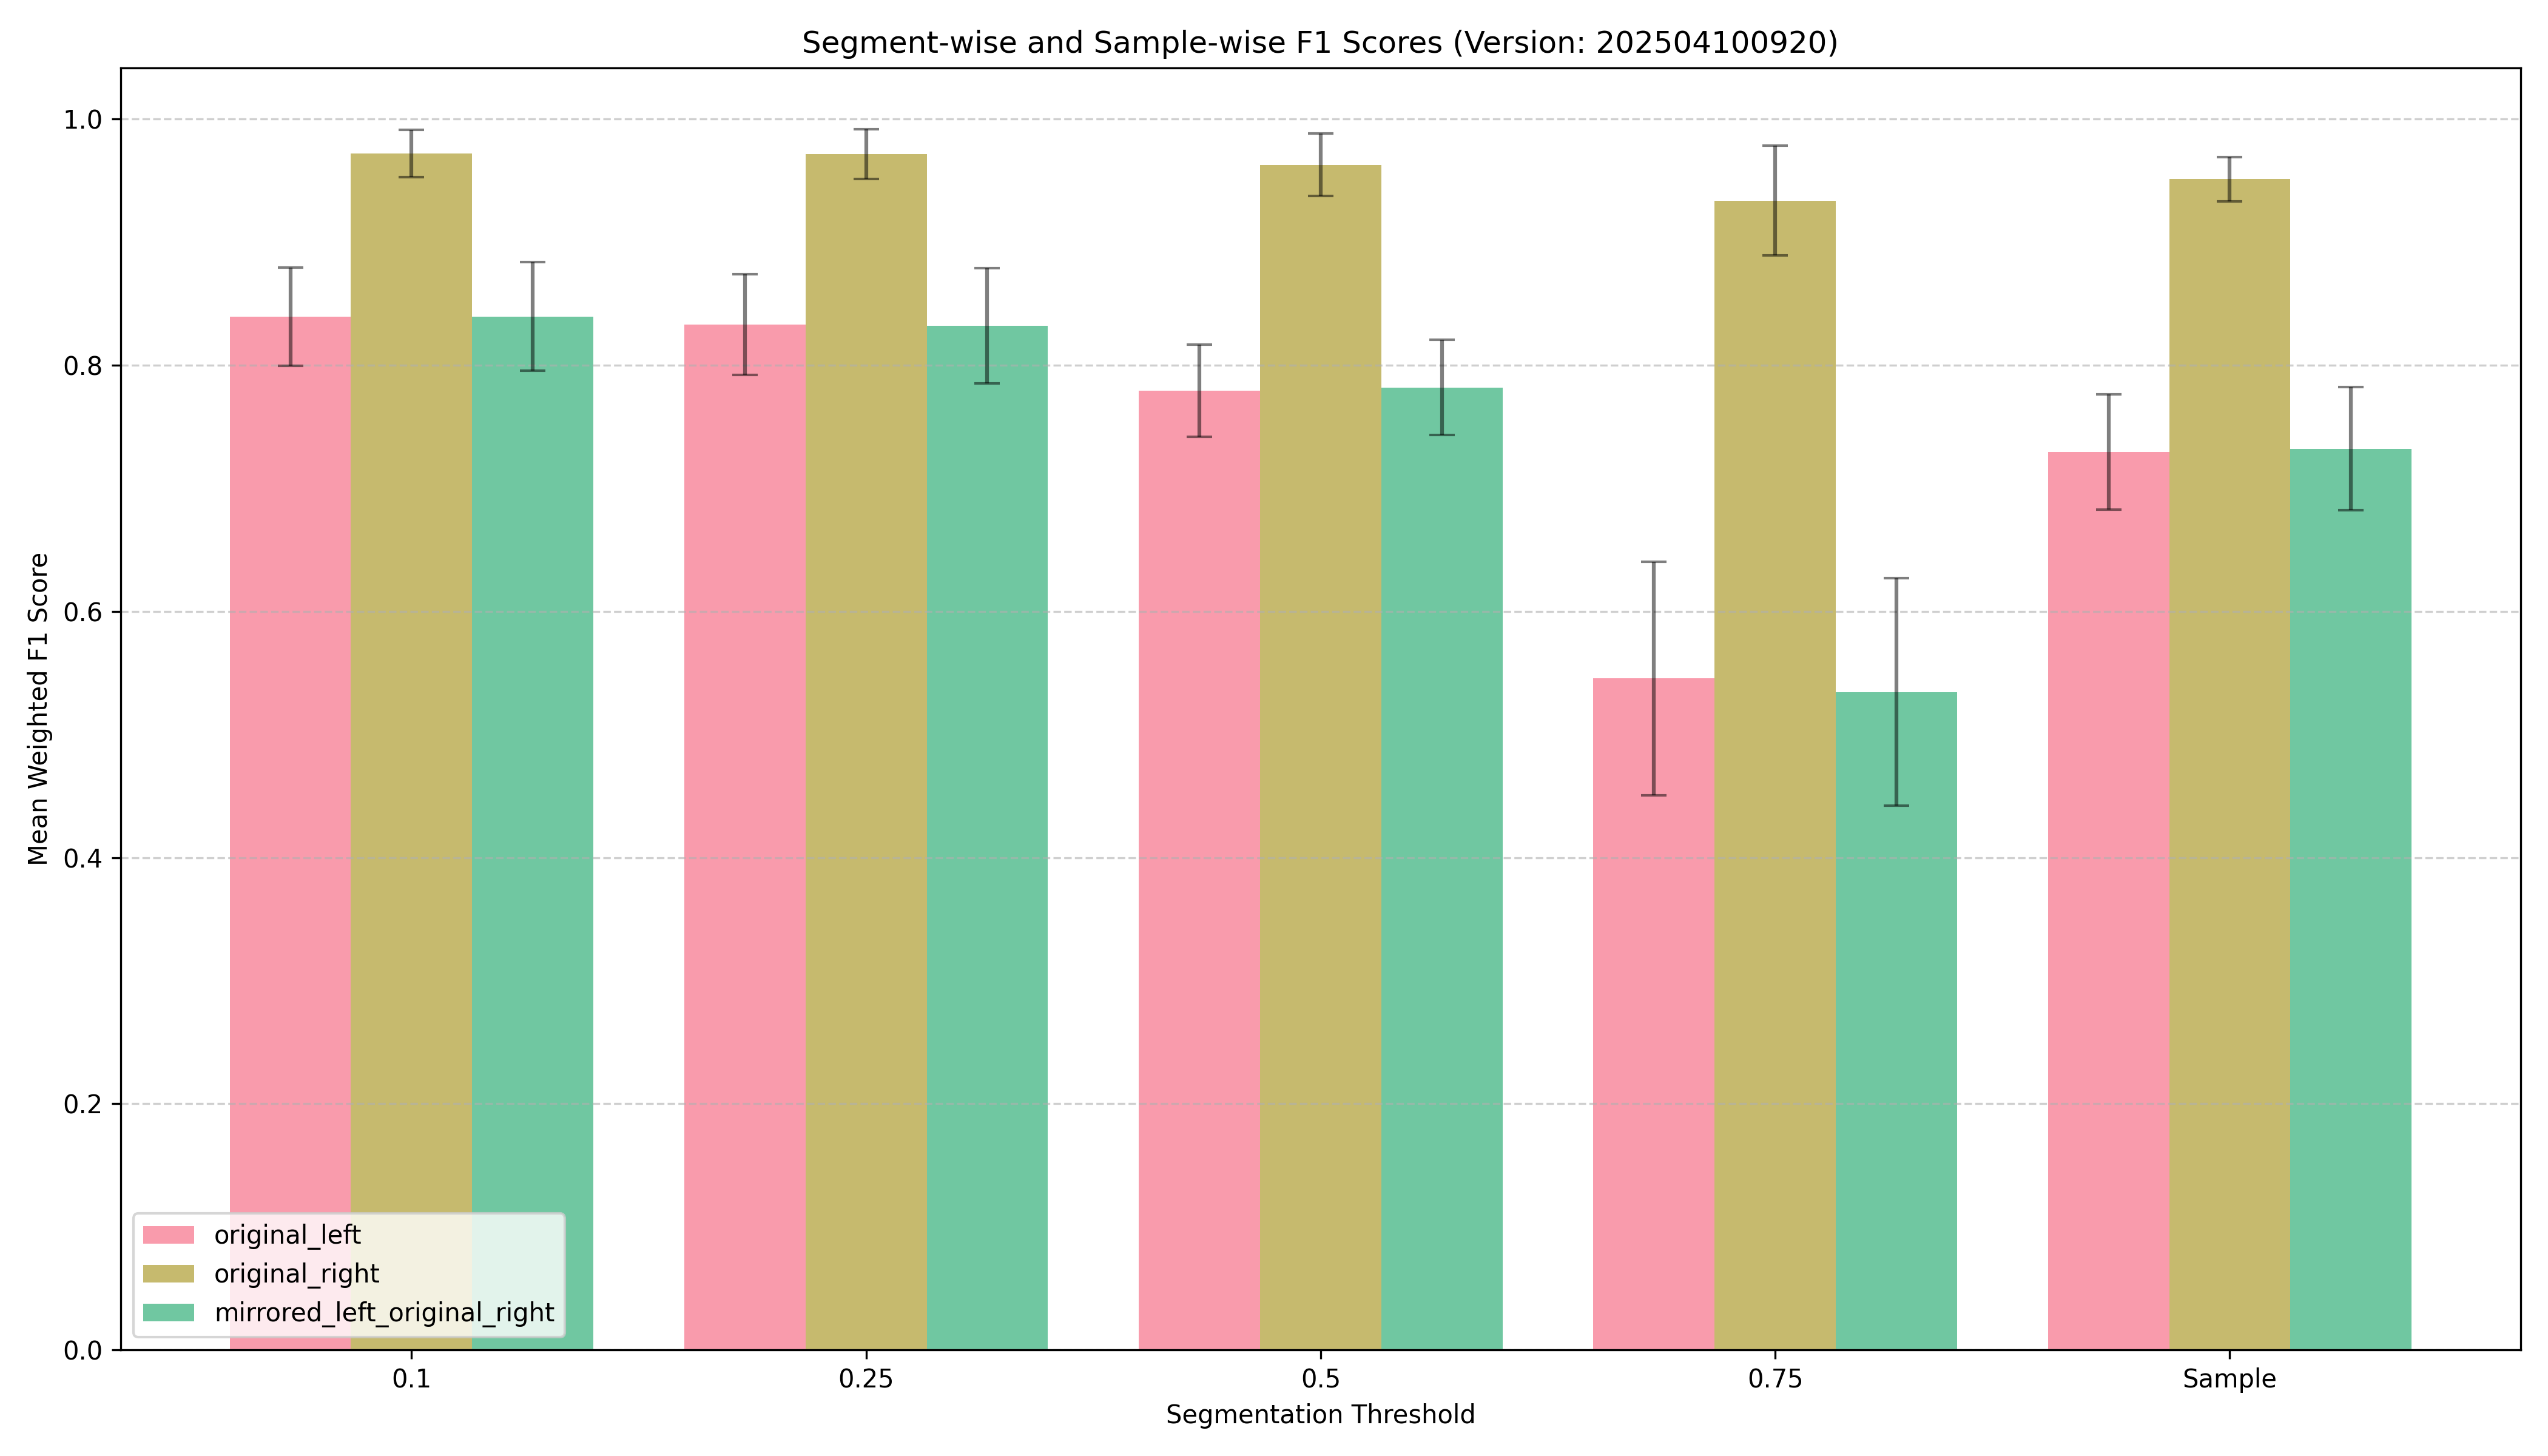 Segment-wise and Sample-wise F1 Scores (Version: 202504100920)
Mean Weighted F1 Score
1.0
0.8
0.6
0.4
0.2
0.0
original_left
original_right
mirrored_left_original_right
0.1
0.25
0.5
0.75
Sample
Segmentation Threshold